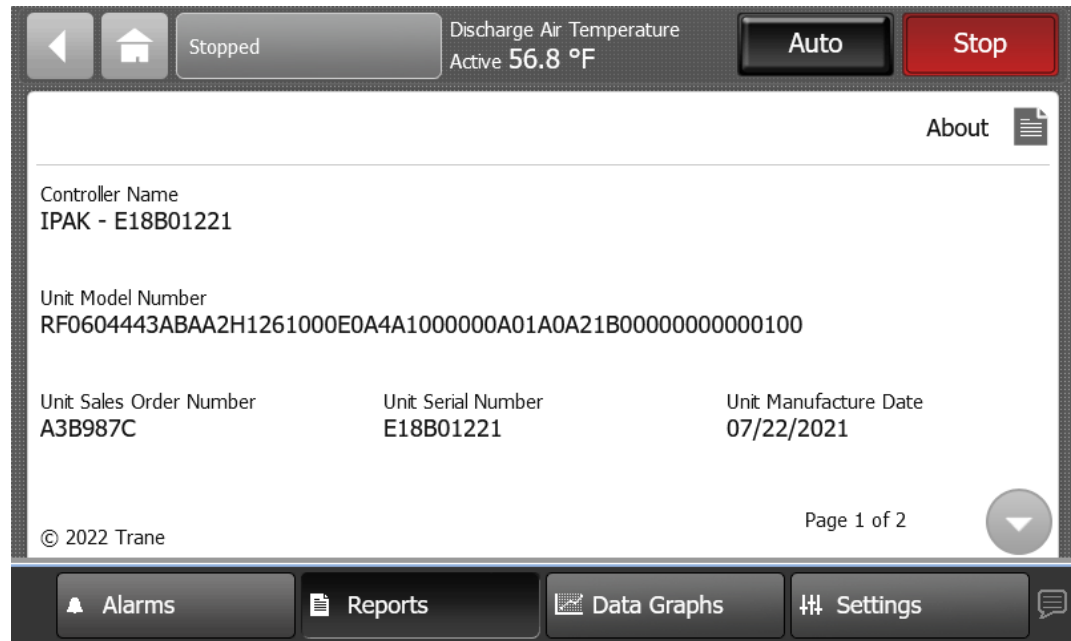 Stopped
Discharge Air Temperature
Active 56.8 °F
Auto
Stop
About
Controller Name
IPAK - E18B01221
Unit Model Number
RF0604443ABAA2H1261000E0A4A1000000A01A0A21B00000000000100
Unit Sales Order Number
A3B987C
Unit Serial Number
E18B01221
Unit Manufacture Date
07/22/2021
Page 1 of 2
© 2022 Trane
Alarms
Reports
Data Graphs
Settings